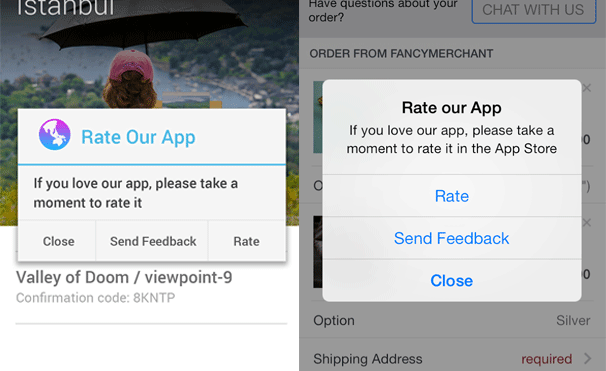 Istanbul
Rate Our App
If you love our app, please take a
moment to rate it
Close
Send Feedback
Rate
Valley of Doom / viewpoint-9
Confirmation code: 8KNTP
Have questions about your
order?
CHAT WITH US
ORDER FROM FANCYMERCHANT
Rate our App
If you love our app, please take a
moment to rate it in the App Store
Rate
Send Feedback
Close
Option
Silver
Shipping Address
required